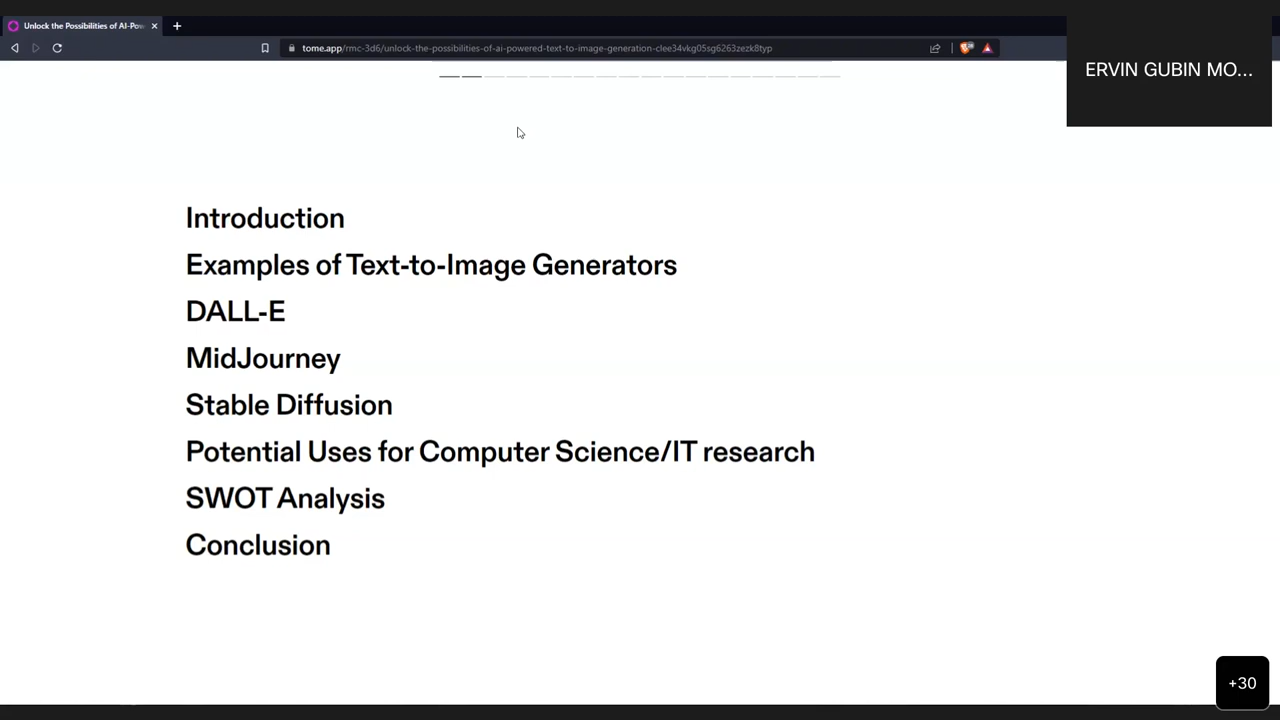 Unlock the Possibilities of AI-Pow
tome.app/rmc-3d6/unlock-the-possibilities-of-ai-powered-text-to-image-generation-clee34vkg05sg6263zezk8typ
ERVIN GUBIN MO...
Introduction
Examples of Text-to-Image Generators
DALL-E
MidJourney
Stable Diffusion
Potential Uses for Computer Science/IT research
SWOT Analysis
Conclusion
+30